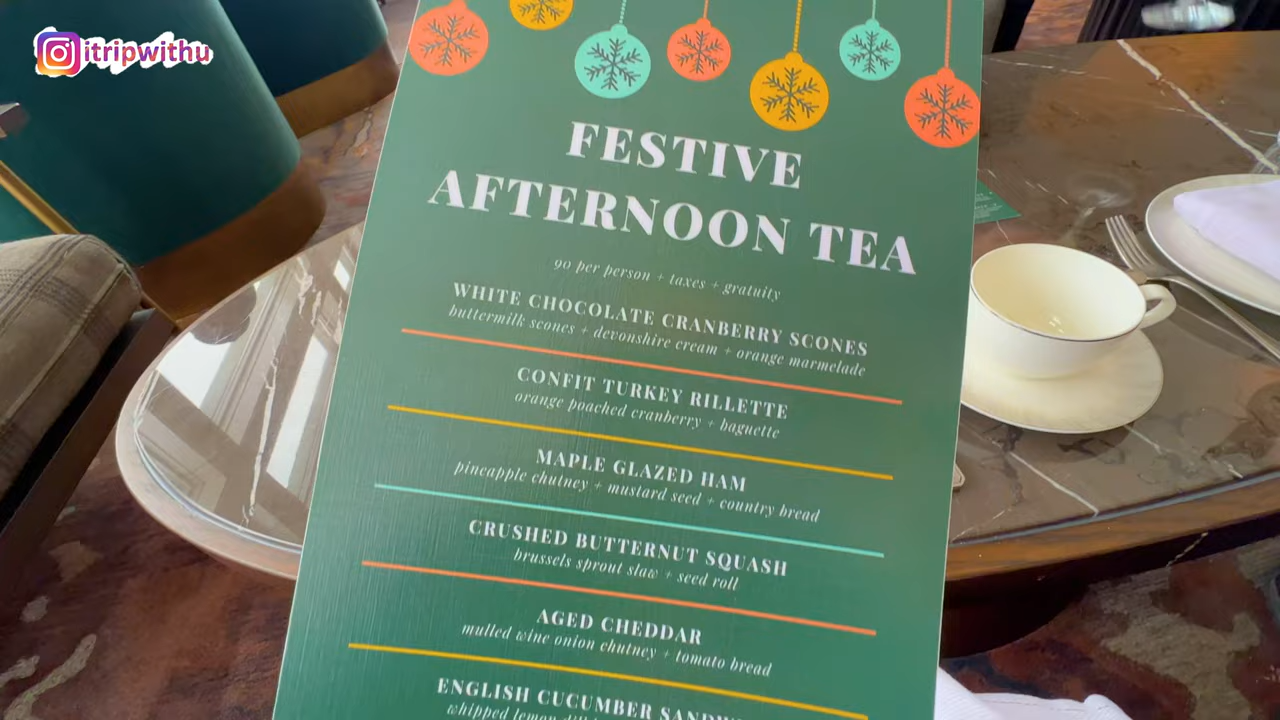 itripwithu
FESTIVE
AFTERNOON TEA
90 per person + taxes + gratuity
WHITE CHOCOLATE CRANBERRY SCONES
buttermilk scones + devonshire cream + orange marmelade
CONFIT TURKEY RILLETTE
orange poached cranberry + baguette
MAPLE GLAZED HAM
pineapple chutney + mustard seed + country bread
CRUSHED BUTTERNUT SQUASH
brussels sprout slaw + seed roll
AGED CHEDDAR
mulled wine onion chutney + tomato bread
ENGLISH CUCUMBER
whipped lemon